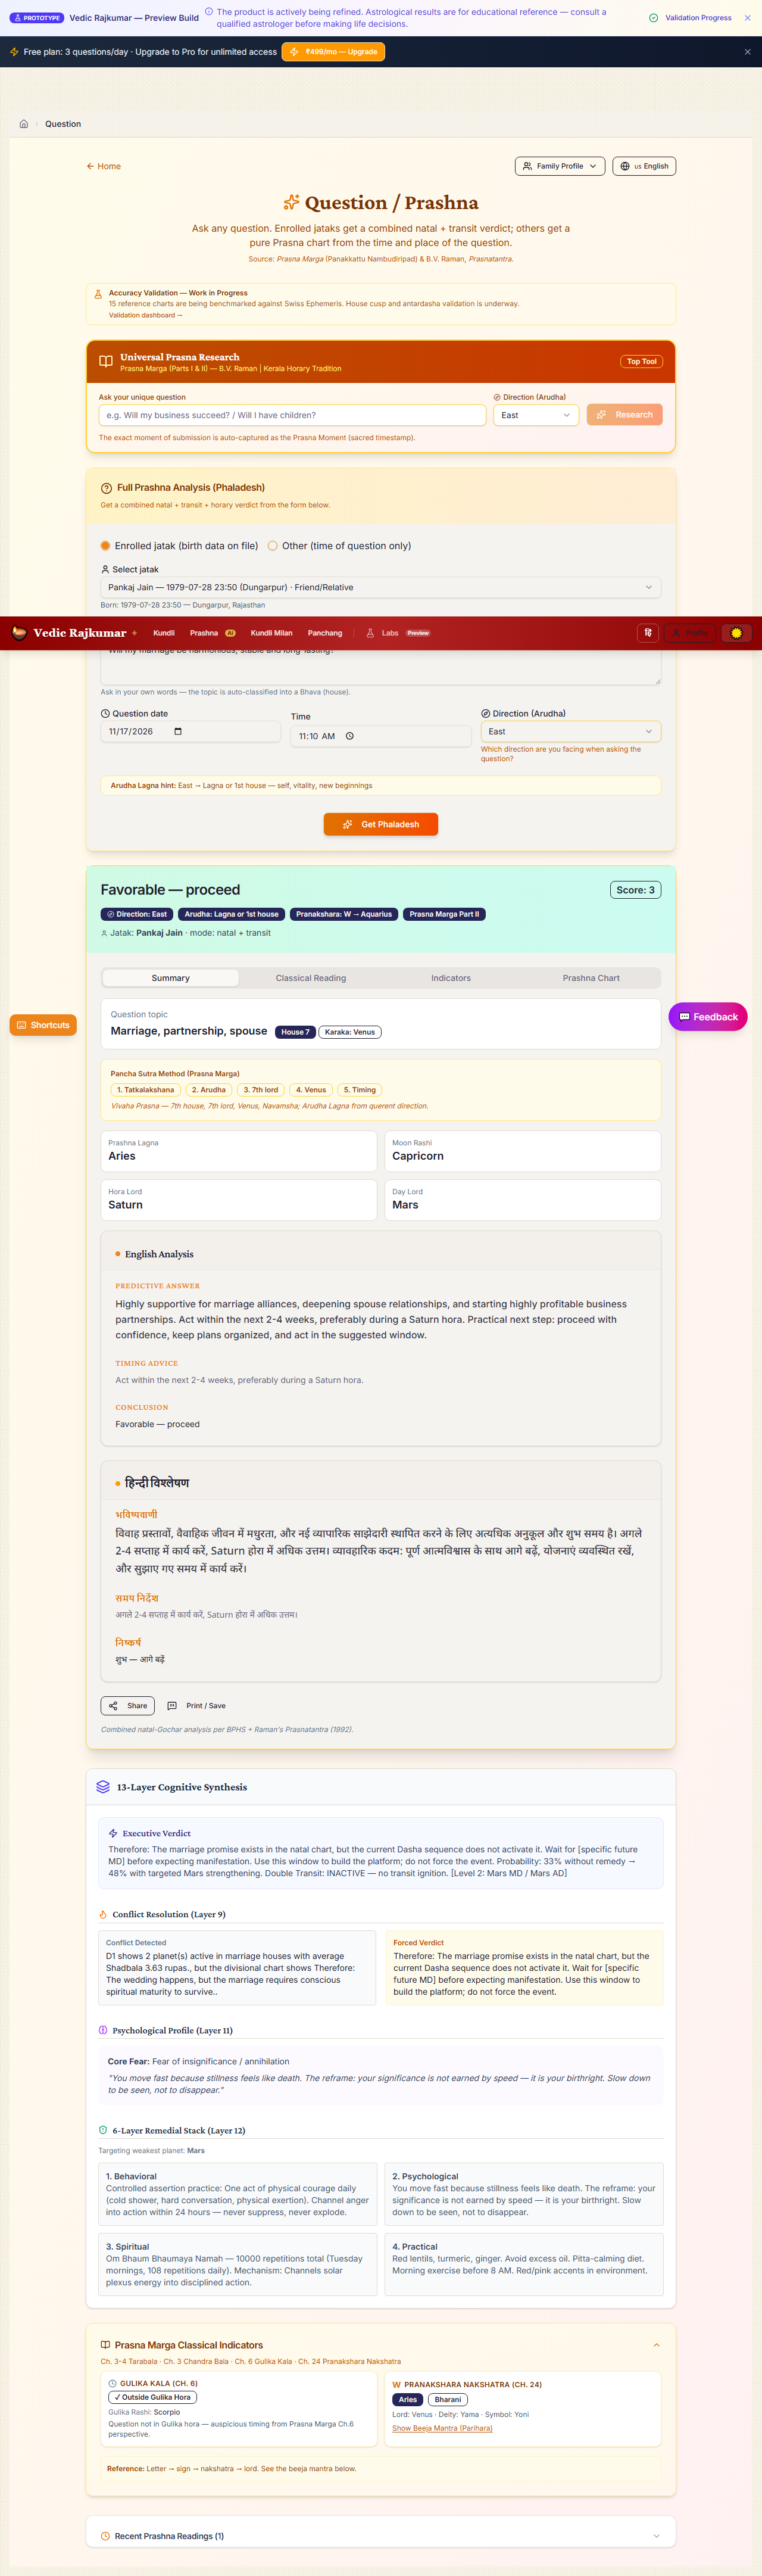 PROTOTYPE Vedic Rajkumar — Preview Build
The product is actively being refined. Astrological results are for educational reference — consult a
qualified astrologer before making life decisions.
Validation Progress
Free plan: 3 questions/day · Upgrade to Pro for unlimited access
₹499/mo — Upgrade
Question
← Home
Family Profile
us English
Question / Prashna
Ask any question. Enrolled jataks get a combined natal + transit verdict; others get a
pure Prasna chart from the time and place of the question.
Source: Prasna Marga (Panakkattu Nambudiripad) & B.V. Raman, Prasnatantra.
Accuracy Validation — Work in Progress
15 reference charts are being benchmarked against Swiss Ephemeris. House cusp and antardasha validation is underway.
Validation dashboard →
Universal Prasna Research
Prasna Marga (Parts I & II) — B.V. Raman | Kerala Horary Tradition
Top Tool
Ask your unique question
Direction (Arudha)
e.g. Will my business succeed? / Will I have children?
East
Research
The exact moment of submission is auto-captured as the Prasna Moment (sacred timestamp).
Full Prashna Analysis (Phaladesh)
Get a combined natal + transit + horary verdict from the form below.
Enrolled jatak (birth data on file)
Other (time of question only)
Select jatak
Pankaj Jain — 1979-07-28 23:50 (Dungarpur) · Friend/Relative
Born: 1979-07-28 23:50 — Dungarpur, Rajasthan
Vedic Rajkumar
Kundli
Prashna AI
Kundli Milan
Panchang
Labs Preview
हिं
Profile
Will my marriage be harmonious, stable and long-lasting?
Ask in your own words — the topic is auto-classified into a Bhava (house).
Question date
Time
Direction (Arudha)
11/17/2026
11:10 AM
East
Which direction are you facing when asking the
question?
Arudha Lagna hint: East → Lagna or 1st house — self, vitality, new beginnings
Get Phaladesh
Favorable — proceed
Score: 3
Direction: East
Arudha: Lagna or 1st house
Pranakshara: W → Aquarius
Prasna Marga Part II
Jatak: Pankaj Jain · mode: natal + transit
Summary
Classical Reading
Indicators
Prashna Chart
Shortcuts
Feedback
Question topic
Marriage, partnership, spouse
House 7
Karaka: Venus
Pancha Sutra Method (Prasna Marga)
1. Tatkalakshana
2. Arudha
3. 7th lord
4. Venus
5. Timing
Vivaha Prasna — 7th house, 7th lord, Venus, Navamsha; Arudha Lagna from querent direction.
Prashna Lagna
Aries
Moon Rashi
Capricorn
Hora Lord
Saturn
Day Lord
Mars
English Analysis
PREDICTIVE ANSWER
Highly supportive for marriage alliances, deepening spouse relationships, and starting highly profitable business
partnerships. Act within the next 2-4 weeks, preferably during a Saturn hora. Practical next step: proceed with
confidence, keep plans organized, and act in the suggested window.
TIMING ADVICE
Act within the next 2-4 weeks, preferably during a Saturn hora.
CONCLUSION
Favorable — proceed
हिन्दी विश्लेषण
भविष्यवाणी
विवाह प्रस्तावों, वैवाहिक जीवन में मधुरता, और नई व्यापारिक साझेदारी स्थापित करने के लिए अत्यधिक अनुकूल और शुभ समय है। अगले
2-4 सप्ताह में कार्य करें, Saturn होरा में अधिक उत्तम। व्यावहारिक कदम: पूर्ण आत्मविश्वास के साथ आगे बढ़ें, योजनाएं व्यवस्थित रखें,
और सुझाए गए समय में कार्य करें।
समय निर्देश
अगले 2-4 सप्ताह में कार्य करें, Saturn होरा में अधिक उत्तम।
निष्कर्ष
शुभ — आगे बढ़ें
Share
Print / Save
Combined natal-Gochar analysis per BPHS + Raman's Prasnatantra (1992).
13-Layer Cognitive Synthesis
Executive Verdict
Therefore: The marriage promise exists in the natal chart, but the current Dasha sequence does not activate it. Wait for [specific future
MD] before expecting manifestation. Use this window to build the platform; do not force the event. Probability: 33% without remedy →
48% with targeted Mars strengthening. Double Transit: INACTIVE — no transit ignition. [Level 2: Mars MD / Mars AD]
Conflict Resolution (Layer 9)
Conflict Detected
D1 shows 2 planet(s) active in marriage houses with average
Shadbala 3.63 rupas., but the divisional chart shows Therefore:
The wedding happens, but the marriage requires conscious
spiritual maturity to survive..
Forced Verdict
Therefore: The marriage promise exists in the natal chart, but the
current Dasha sequence does not activate it. Wait for [specific
future MD] before expecting manifestation. Use this window to
build the platform; do not force the event.
Psychological Profile (Layer 11)
Core Fear: Fear of insignificance / annihilation
"You move fast because stillness feels like death. The reframe: your significance is not earned by speed — it is your birthright. Slow down
to be seen, not to disappear."
6-Layer Remedial Stack (Layer 12)
Targeting weakest planet: Mars
1. Behavioral
Controlled assertion practice: One act of physical courage daily
(cold shower, hard conversation, physical exertion). Channel anger
into action within 24 hours — never suppress, never explode.
2. Psychological
You move fast because stillness feels like death. The reframe: your
significance is not earned by speed — it is your birthright. Slow
down to be seen, not to disappear.
3. Spiritual
Om Bhaum Bhaumaya Namah — 10000 repetitions total (Tuesday
mornings, 108 repetitions daily). Mechanism: Channels solar
plexus energy into disciplined action.
4. Practical
Red lentils, turmeric, ginger. Avoid excess oil. Pitta-calming diet.
Morning exercise before 8 AM. Red/pink accents in environment.
Prasna Marga Classical Indicators
Ch. 3-4 Tarabala · Ch. 3 Chandra Bala · Ch. 6 Gulika Kala · Ch. 24 Pranakshara Nakshatra
GULIKA KALA (CH. 6)
✓ Outside Gulika Hora
Gulika Rashi: Scorpio
Question not in Gulika hora — auspicious timing from Prasna Marga Ch.6
perspective.
W PRANAKSHARA NAKSHATRA (CH. 24)
Aries
Bharani
Lord: Venus · Deity: Yama · Symbol: Yoni
Show Beeja Mantra (Parihara)
Reference: Letter → sign → nakshatra → lord. See the beeja mantra below.
Recent Prashna Readings (1)